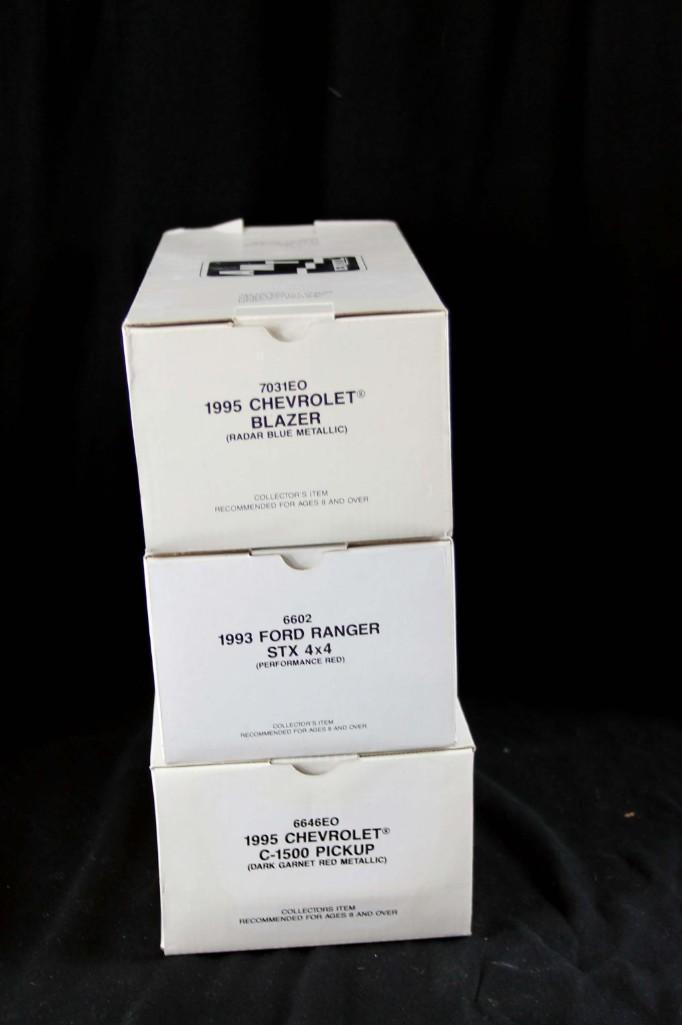 7031EO
1995 CHEVROLET®
BLAZER
(RADAR BLUE METALLIC)
COLLECTOR'S ITEM
RECOMMENDED FOR AGES 8 AND OVER
6602
1993 FORD RANGER
STX 4x4
(PERFORMANCE RED)
COLLECTOR'S ITEM
RECOMMENDED FOR AGES 8 AND OVER
6646EO
1995 CHEVROLET®
C-1500 PICKUP
(DARK GARNET RED METALLIC)
COLLECTORS ITEM
RECOMMENDED FOR AGES 8 AND OVER